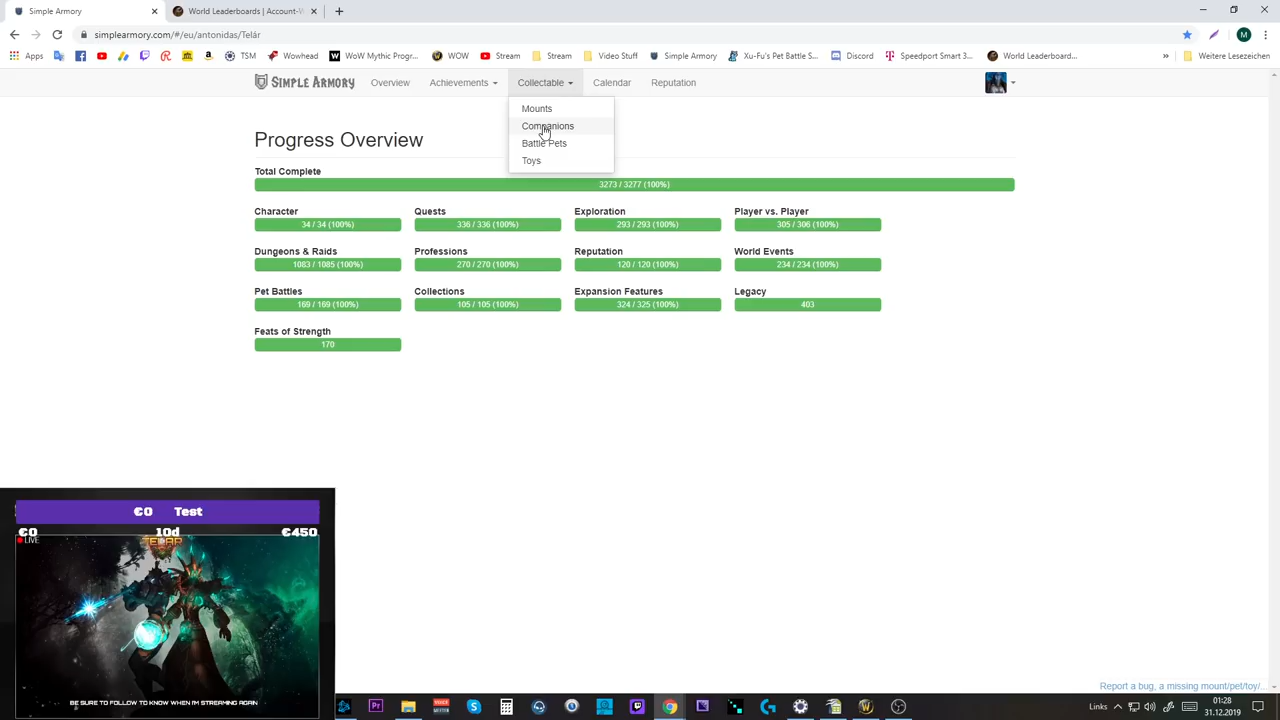 Simple Armory
World Leaderboards | Account-W
simplearmory.com/#/eu/antonidas/Telár
Apps
TSM
Wowhead
WoW Mythic Progr...
WOW
Stream
Stream
Video Stuff
Simple Armory
Xu-Fu's Pet Battle S...
Discord
Speedport Smart 3...
World Leaderboard...
»
Weitere Lesezeichen
SIMPLE ARMORY
Overview
Achievements
Collectable
Calendar
Reputation
Mounts
Companions
Battle Pets
Toys
Progress Overview
Total Complete
3273 / 3277 (100%)
Character
Quests
Exploration
Player vs. Player
34 / 34 (100%)
336 / 336 (100%)
293 / 293 (100%)
305 / 306 (100%)
Dungeons & Raids
Professions
Reputation
World Events
1083 / 1085 (100%)
270 / 270 (100%)
120 / 120 (100%)
234 / 234 (100%)
Pet Battles
Collections
Expansion Features
Legacy
169 / 169 (100%)
105 / 105 (100%)
324 / 325 (100%)
403
Feats of Strength
170
€0 Test
€0 10d €450
LIVE
BE SURE TO FOLLOW TO KNOW WHEN I'M STREAMING AGAIN
Report a bug, a missing mount/pet/toy/...
Links
»
01:28
31.12.2019